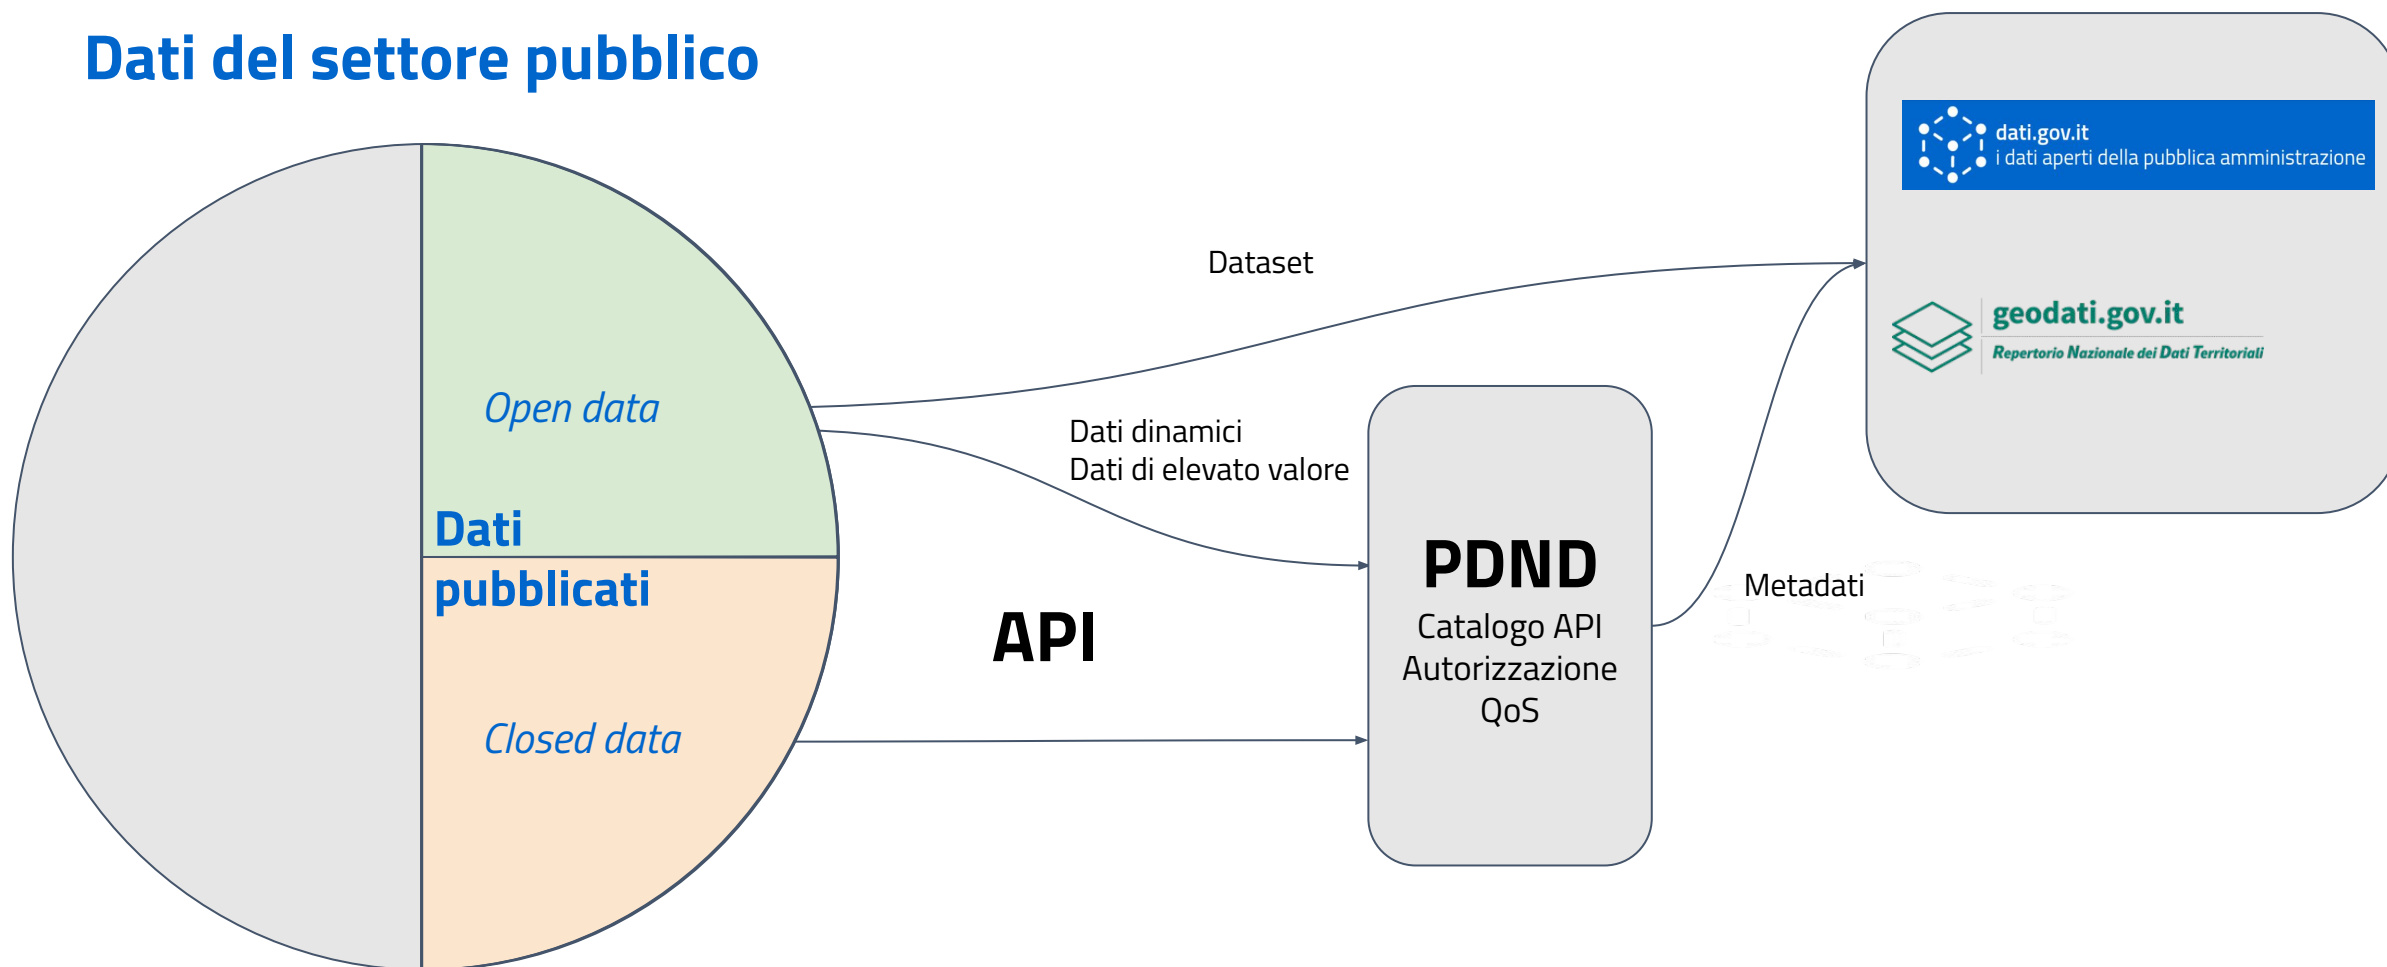 Dati del settore pubblico
dati.gov.it
i dati aperti della pubblica amministrazione
Dataset
geodati.gov.it
Repertorio Nazionale dei Dati Territoriali
Open data
Dati dinamici
Dati di elevato valore
Dati
pubblicati
API
PDND
Catalogo API
Autorizzazione
QoS
Metadati
Closed data